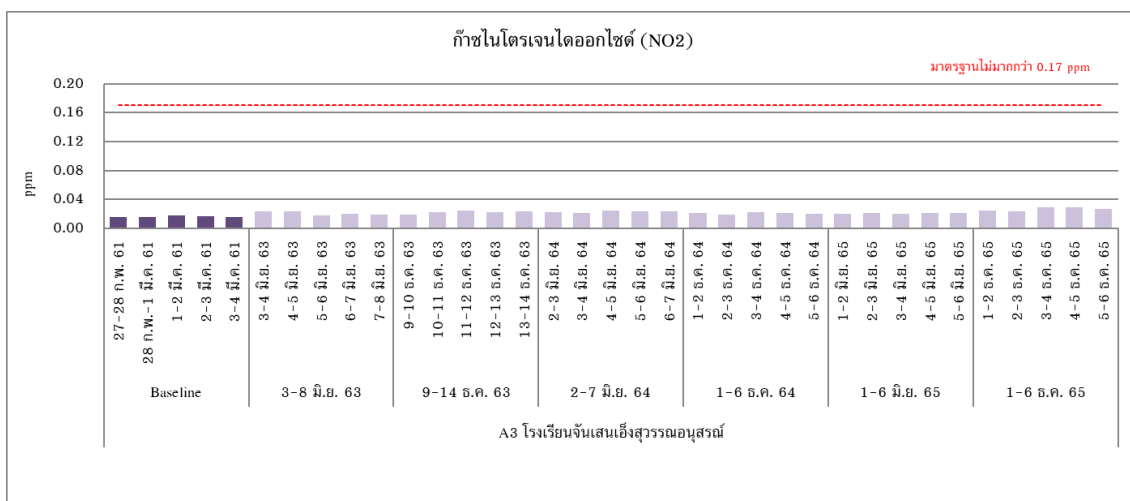 ก๊าซไนโตรเจนไดออกไซด์ (NO2)
มาตรฐานไม่มากกว่า 0.17 ppm
ppm
0.20
0.16
0.12
0.08
0.04
0.00
27-28 ก.พ. 61
28 ก.พ.-1 มี.ค. 61
1-2 มี.ค. 61
2-3 มี.ค. 61
3-4 มี.ค. 61
3-4 มิ.ย. 63
4-5 มิ.ย. 63
5-6 มิ.ย. 63
6-7 มิ.ย. 63
7-8 มิ.ย. 63
9-10 ธ.ค. 63
10-11 ธ.ค. 63
11-12 ธ.ค. 63
12-13 ธ.ค. 63
13-14 ธ.ค. 63
2-3 มิ.ย. 64
3-4 มิ.ย. 64
4-5 มิ.ย. 64
5-6 มิ.ย. 64
6-7 มิ.ย. 64
1-2 ธ.ค. 64
2-3 ธ.ค. 64
3-4 ธ.ค. 64
4-5 ธ.ค. 64
5-6 ธ.ค. 64
1-2 มิ.ย. 65
2-3 มิ.ย. 65
3-4 มิ.ย. 65
4-5 มิ.ย. 65
5-6 มิ.ย. 65
1-2 ธ.ค. 65
2-3 ธ.ค. 65
3-4 ธ.ค. 65
4-5 ธ.ค. 65
5-6 ธ.ค. 65
Baseline
3-8 มิ.ย. 63
9-14 ธ.ค. 63
2-7 มิ.ย. 64
1-6 ธ.ค. 64
1-6 มิ.ย. 65
1-6 ธ.ค. 65
A3 โรงเรียนจันเสนเอ็งสุวรรณอนุสรณ์